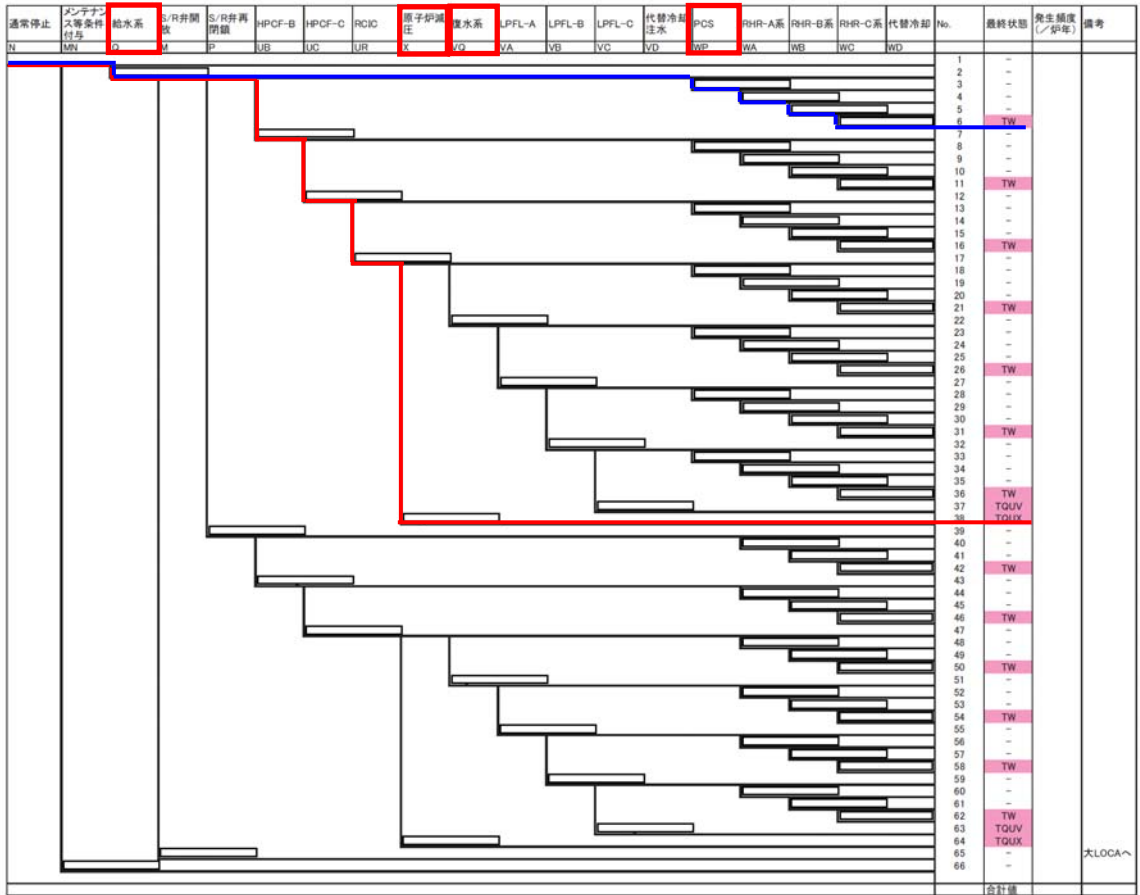 通常停止 メンテナンス等条件付与 給水系 S/R弁開放 S/R弁再閉鎖 HPCF-B HPCF-C RCIC 原子炉減圧 復水系 LPFL-A LPFL-B LPFL-C 代替冷却注水 PCS RHR-A系 RHR-B系 RHR-C系 代替冷却 No. 最終状態 発生頻度(/炉年) 備考
N MN Q M P UB UC UR X VQ VA VB VC VD WP WA WB WC WD
1 -
2 -
3 -
4 -
5 -
6 TW
7 -
8 -
9 -
10 -
11 TW
12 -
13 -
14 -
15 -
16 TW
17 -
18 -
19 -
20 -
21 TW
22 -
23 -
24 -
25 -
26 TW
27 -
28 -
29 -
30 -
31 TW
32 -
33 -
34 -
35 -
36 TW
37 TQUV
38 TQUX
39 -
40 -
41 -
42 TW
43 -
44 -
45 -
46 TW
47 -
48 -
49 -
50 TW
51 -
52 -
53 -
54 TW
55 -
56 -
57 -
58 TW
59 -
60 -
61 -
62 TW
63 TQUV
64 TQUX
65 - 大LOCAへ
66 -
合計値